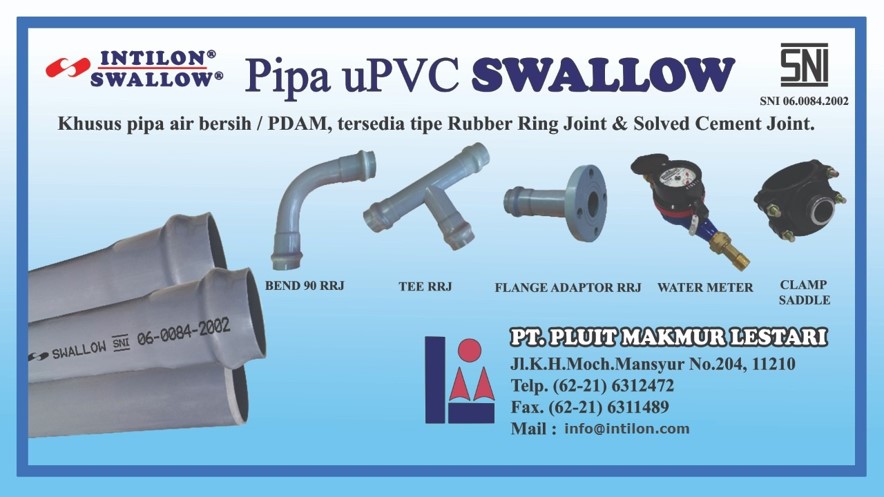 INTILON®
SWALLOW®
Pipa uPVC SWALLOW
SNI
SNI 06.0084.2002
Khusus pipa air bersih / PDAM, tersedia tipe Rubber Ring Joint & Solved Cement Joint.
BEND 90 RRJ
TEE RRJ
FLANGE ADAPTOR RRJ
WATER METER
CLAMP
SADDLE
SWALLOW SNI 06-0084-2002
PT. PLUIT MAKMUR LESTARI
Jl.K.H.Moch.Mansyur No.204, 11210
Telp. (62-21) 6312472
Fax. (62-21) 6311489
Mail : info@intilon.com